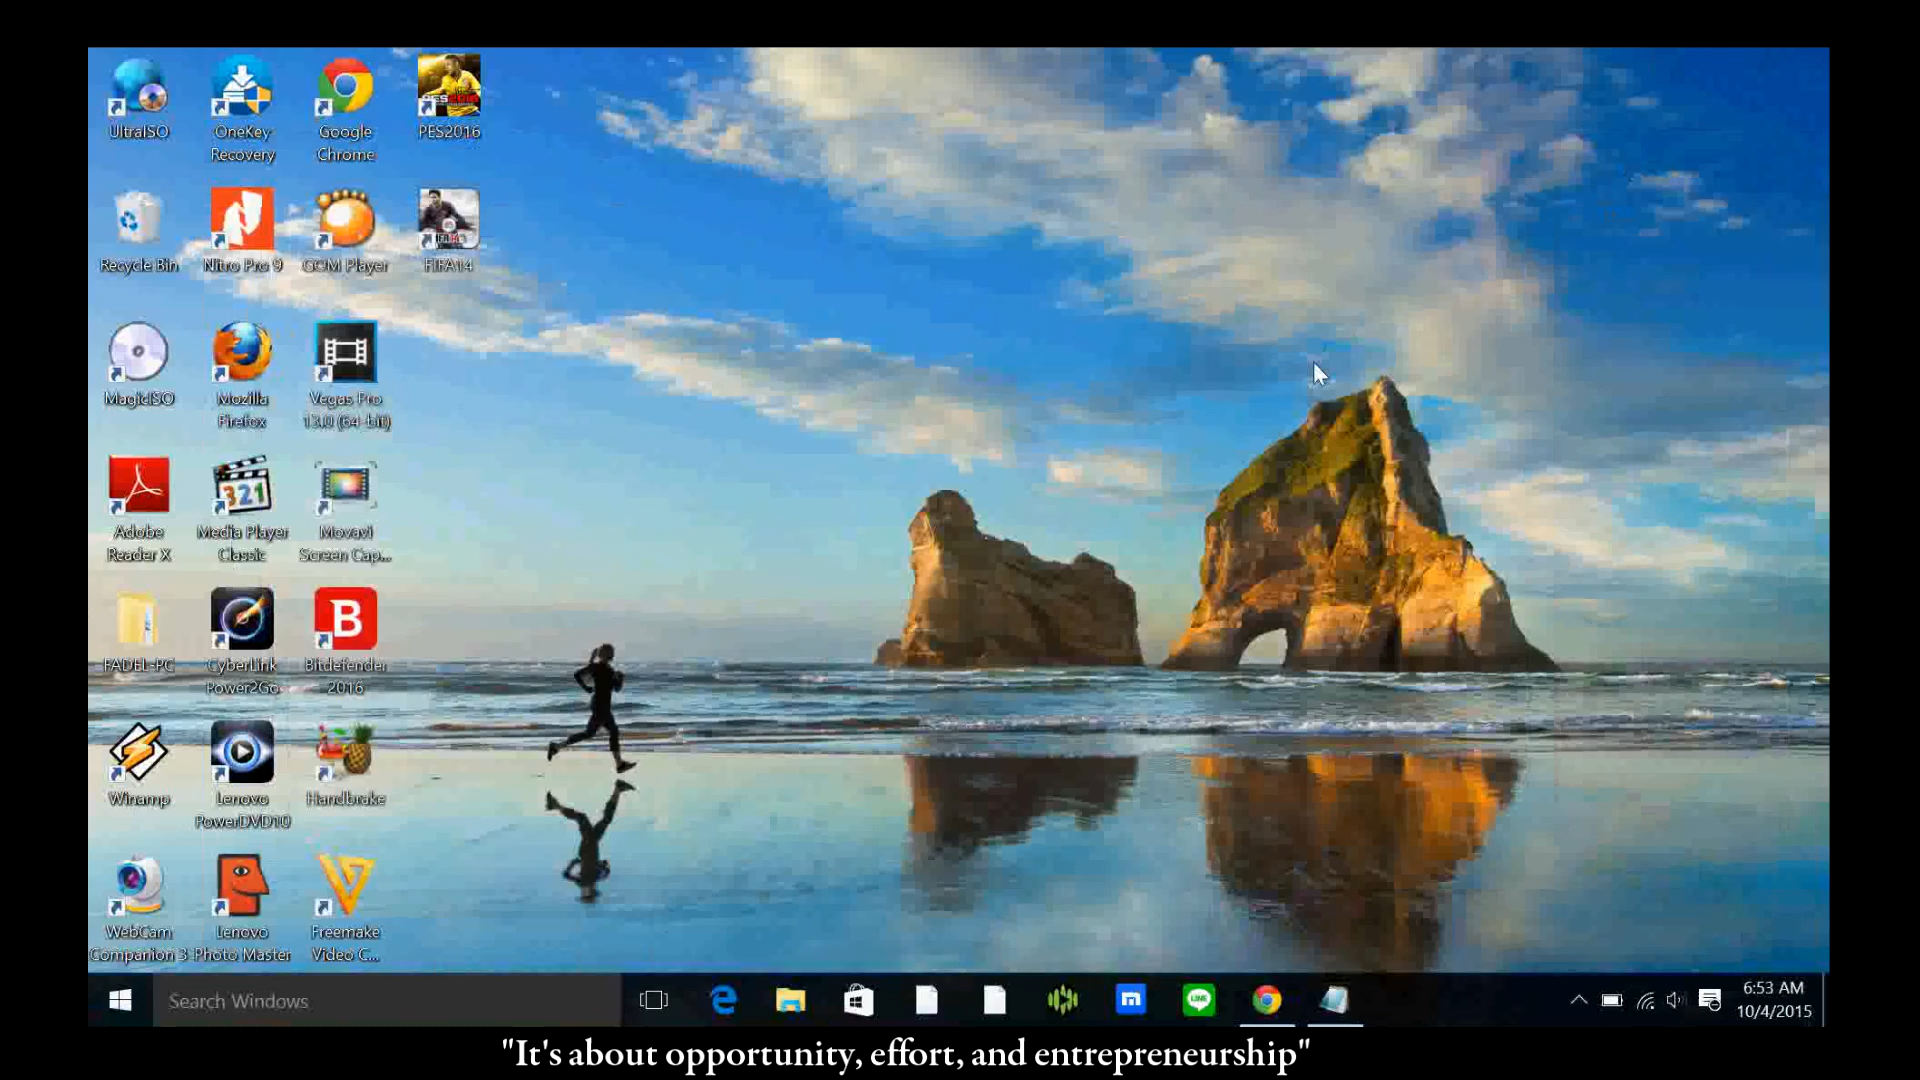 UltraISO
OneKey
Recovery
Google
Chrome
PES2016
Recycle Bin
Nitro Pro 9
GOM Player
FIFA14
MagicISO
Mozilla
Firefox
Vegas Pro
13.0 (64-bit)
Adobe
Reader X
Media Player
Classic
Movavi
Screen Cap...
FADEL-PC
CyberLink
Power2Go
Bitdefender
2016
Winamp
Lenovo
PowerDVD10
Handbrake
WebCam
Companion 3
Lenovo
Photo Master
Freemake
Video C...
Search Windows
LINE
6:53 AM
10/4/2015
"It's about opportunity, effort, and entrepreneurship"